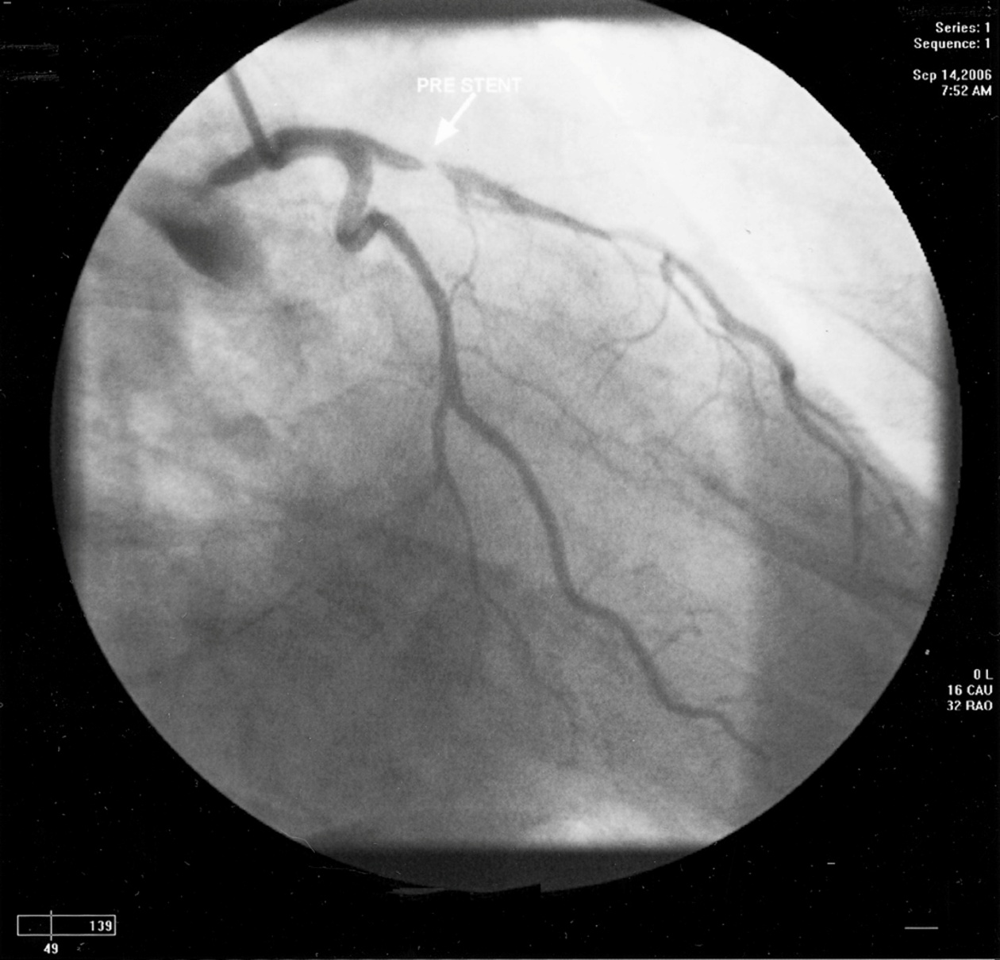 Series: 1
Sequence: 1
Sep 14,2006
7:52 AM
PRE STENT
0 L
16 CAU
32 RAO
139
49